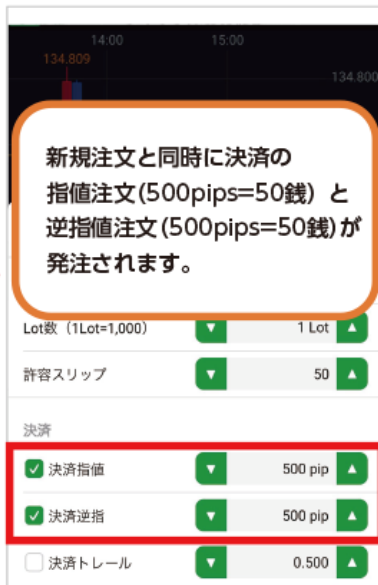 14:00 15:00
134.809
134.800
新規注文と同時に決済の
指値注文(500pips=50銭) と
逆指値注文(500pips=50銭)が
発注されます。
Lot数（1Lot=1,000） ▼ 1 Lot ▲
許容スリップ ▼ 50 ▲
決済
決済指値 ▼ 500 pip ▲
決済逆指 ▼ 500 pip ▲
決済トレール ▼ 0.500 ▲